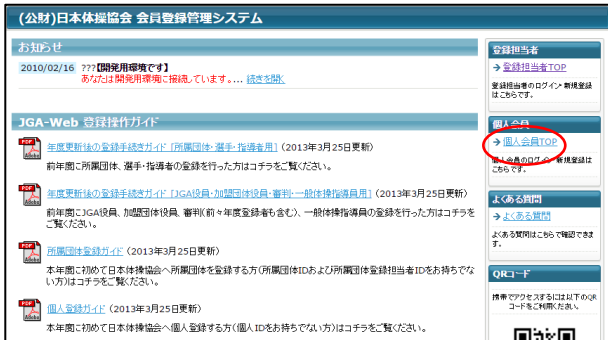 (公財)日本体操協会 会員登録管理システム
お知らせ
2010/02/16 ???【開発用環境です】
あなたは開発用環境に接続しています。... 続きを開く
JGA-Web 登録操作ガイド
年度更新後の登録手続きガイド [所属団体・選手・指導者用] (2013年3月25日更新)
前年度に所属団体、選手・指導者の登録を行った方はコチラをご覧ください。
年度更新後の登録手続きガイド [JGA役員・加盟団体役員・審判・一般体操指導員用] (2013年3月25日更新)
前年度にJGA役員、加盟団体役員、審判(前々年度登録者も含む)、一般体操指導員の登録を行った方はコチラを
ご覧ください。
所属団体登録ガイド (2013年3月25日更新)
本年度に初めて日本体操協会へ所属団体を登録する方(所属団体IDおよび所属団体登録担当者IDをお持ちでな
い方)はコチラをご覧ください。
個人登録ガイド (2013年3月25日更新)
本年度に初めて日本体操協会へ個人登録する方(個人IDをお持ちでない方)はコチラをご覧ください。
登録担当者
登録担当者TOP
登録担当者のログイン・新規登録
はこちらです。
個人会員
個人会員TOP
個人会員のログイン・新規登録は
こちらです。
よくある質問
よくある質問
よくある質問はこちらで確認できま
す。
QRコード
携帯でアクセスするには以下のQR
コードをご利用ください。